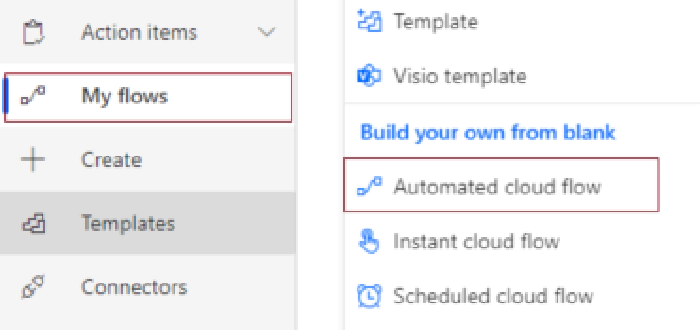 Action items
My flows
Create
Templates
Connectors
Template
Visio template
Build your own from blank
Automated cloud flow
Instant cloud flow
Scheduled cloud flow